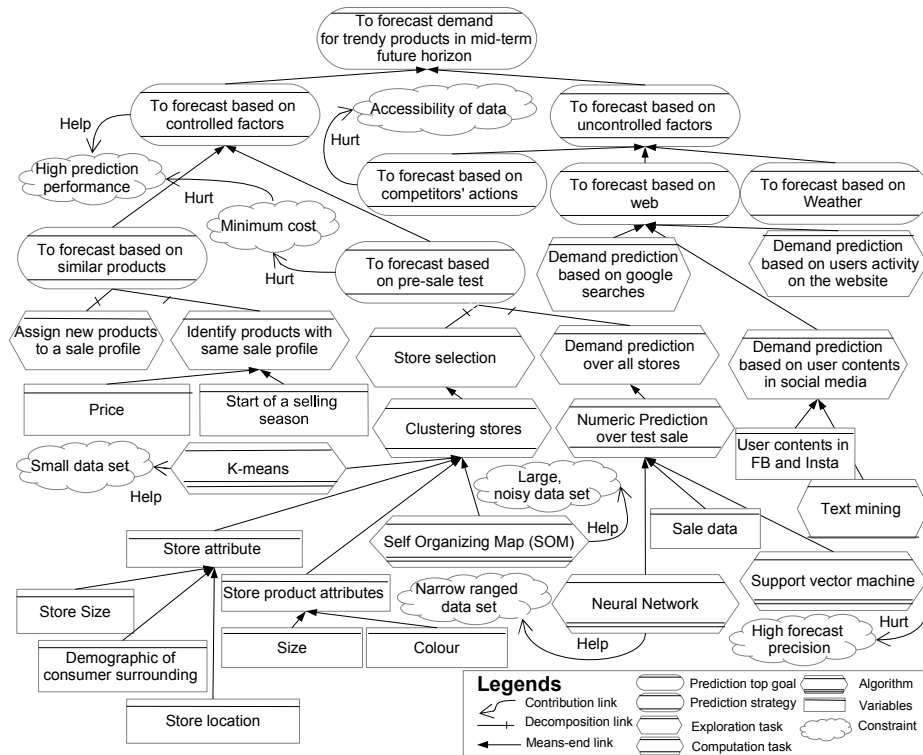 To forecast demand
for trendy products in mid-term
future horizon
To forecast based on
controlled factors
Accessibility of data
To forecast based on
uncontrolled factors
Help
Hurt
High prediction
performance
Hurt
To forecast based on
competitors' actions
To forecast based on
web
To forecast based on
Weather
Minimum cost
To forecast based on
similar products
Hurt
To forecast based
on pre-sale test
Demand prediction
based on google
searches
Demand prediction
based on users activity
on the website
Assign new products
to a sale profile
Identify products with
same sale profile
Store selection
Demand prediction
over all stores
Demand prediction
based on user contents
in social media
Price
Start of a selling
season
Clustering stores
Numeric Prediction
over test sale
User contents in
FB and Insta
Small data set
Help
K-means
Large,
noisy data set
Help
Sale data
Text mining
Store attribute
Self Organizing Map (SOM)
Store product attributes
Narrow ranged
data set
Neural Network
Support vector machine
Store Size
Size
Colour
Help
High forecast
precision
Hurt
Demographic of
consumer surrounding
Store location
Legends
Contribution link
Decomposition link
Means-end link
Prediction top goal
Prediction strategy
Exploration task
Computation task
Algorithm
Variables
Constraint